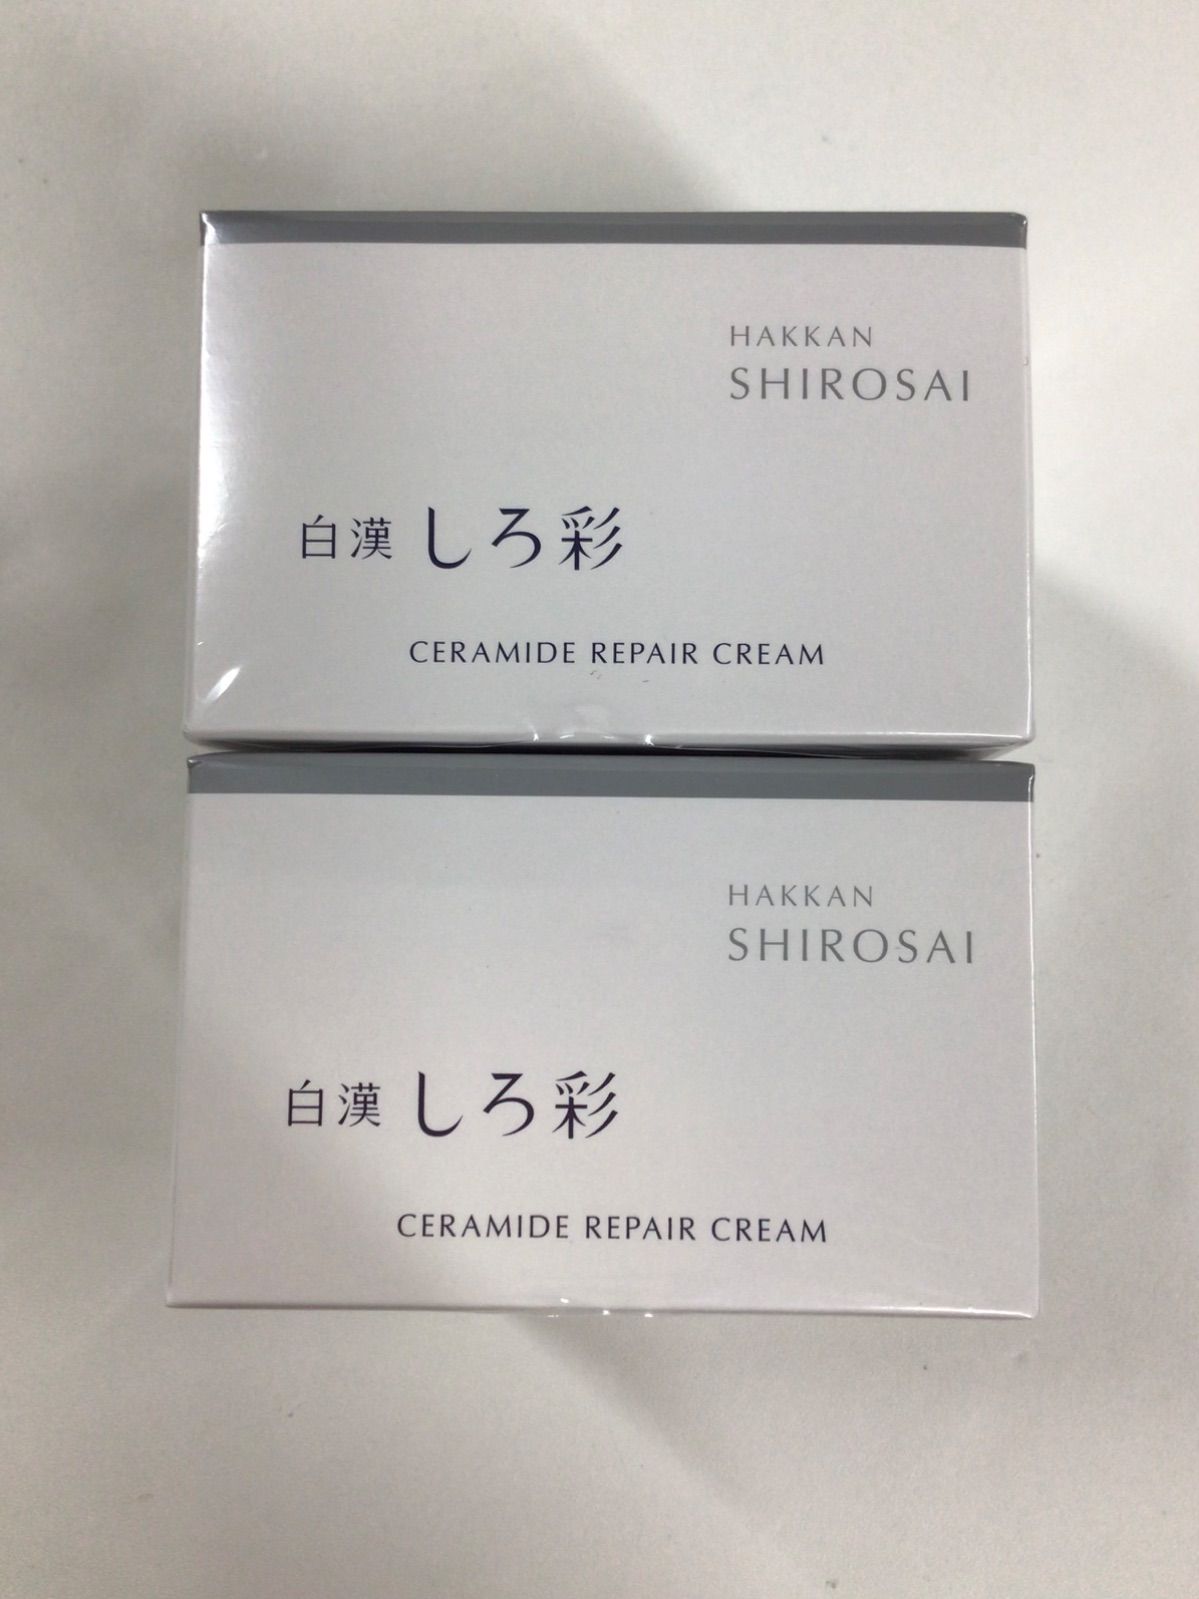 HAKKAN
SHIROSAI
白漢 しろ彩
CERAMIDE REPAIR CREAM
HAKKAN
SHIROSAI
白漢 しろ彩
CERAMIDE REPAIR CREAM